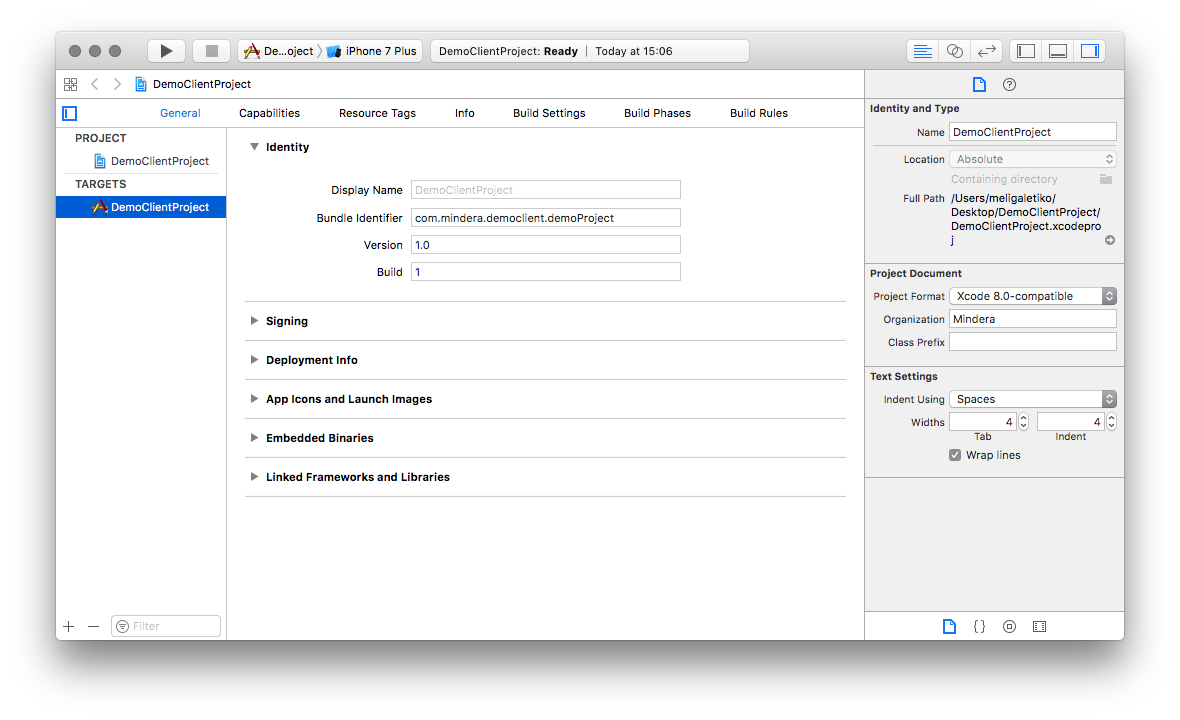 De...oject
iPhone 7 Plus
DemoClientProject: Ready | Today at 15:06
DemoClientProject
General
Capabilities
Resource Tags
Info
Build Settings
Build Phases
Build Rules
PROJECT
DemoClientProject
TARGETS
DemoClientProject
Filter
Identity
Display Name DemoClientProject
Bundle Identifier com.mindera.democlient.demoProject
Version 1.0
Build 1
Signing
Deployment Info
App Icons and Launch Images
Embedded Binaries
Linked Frameworks and Libraries
Identity and Type
Name DemoClientProject
Location Absolute
Containing directory
Full Path /Users/meligaletiko/
Desktop/DemoClientProject/
DemoClientProject.xcodepro
j
Project Document
Project Format Xcode 8.0-compatible
Organization Mindera
Class Prefix
Text Settings
Indent Using Spaces
Widths 4 4
Tab Indent
Wrap lines